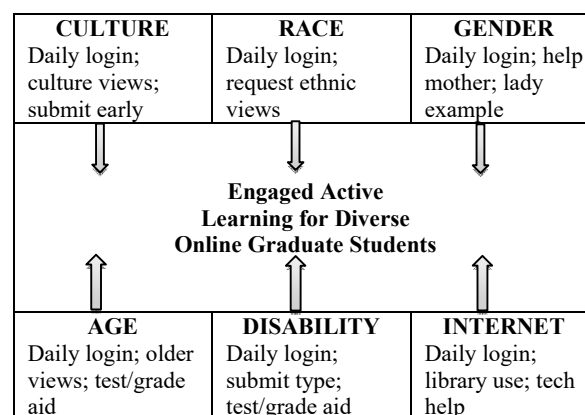 CULTURE
Daily login;
culture views;
submit early
RACE
Daily login;
request ethnic
views
GENDER
Daily login; help
mother; lady
example
Engaged Active
Learning for Diverse
Online Graduate Students
AGE
Daily login; older
views; test/grade
aid
DISABILITY
Daily login;
submit type;
test/grade aid
INTERNET
Daily login;
library use; tech
help